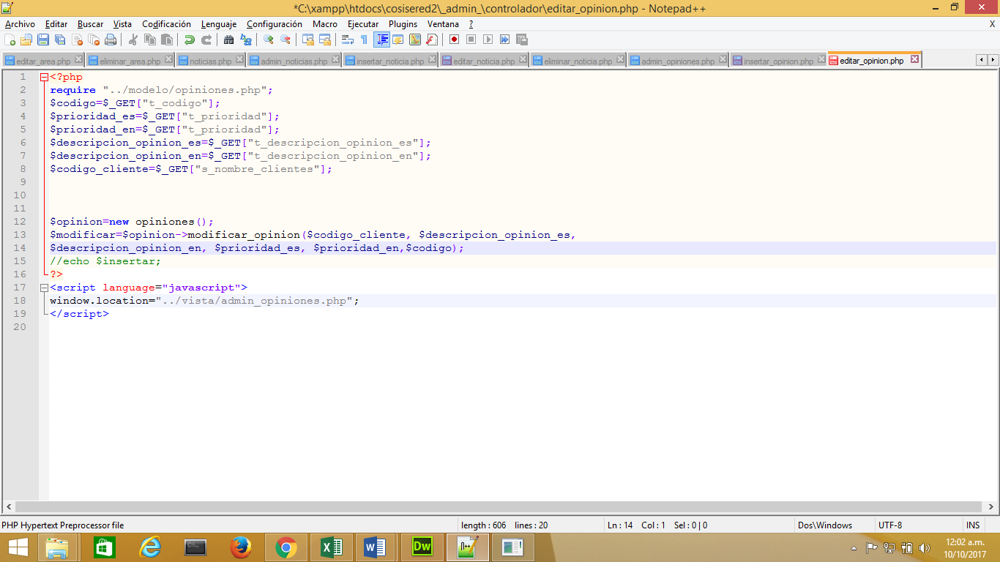 *C:\xampp\htdocs\cosisered2\_admin_\controlador\editar_opinion.php - Notepad++
Archivo Editar Buscar Vista Codificación Lenguaje Configuración Macro Ejecutar Plugins Ventana ? X
editar_area.php eliminar_area.php noticias.php admin_noticias.php insertar_noticia.php editar_noticia.php eliminar_noticia.php admin_opiniones.php insertar_opinion.php editar_opinion.php
1 <?php
2 require "../modelo/opiniones.php";
3 $codigo=$_GET["t_codigo"];
4 $prioridad_es=$_GET["t_prioridad"];
5 $prioridad_en=$_GET["t_prioridad"];
6 $descripcion_opinion_es=$_GET["t_descripcion_opinion_es"];
7 $descripcion_opinion_en=$_GET["t_descripcion_opinion_en"];
8 $codigo_cliente=$_GET["s_nombre_clientes"];
9
10
11
12 $opinion=new opiniones();
13 $modificar=$opinion->modificar_opinion($codigo_cliente, $descripcion_opinion_es,
14 $descripcion_opinion_en, $prioridad_es, $prioridad_en,$codigo);
15 //echo $insertar;
16 ?>
17 <script language="javascript">
18 window.location="../vista/admin_opiniones.php";
19 </script>
20
PHP Hypertext Preprocessor file length : 606 lines : 20 Ln : 14 Col : 1 Sel : 0 | 0 Dos\Windows UTF-8 INS
12:02 a.m.
10/10/2017